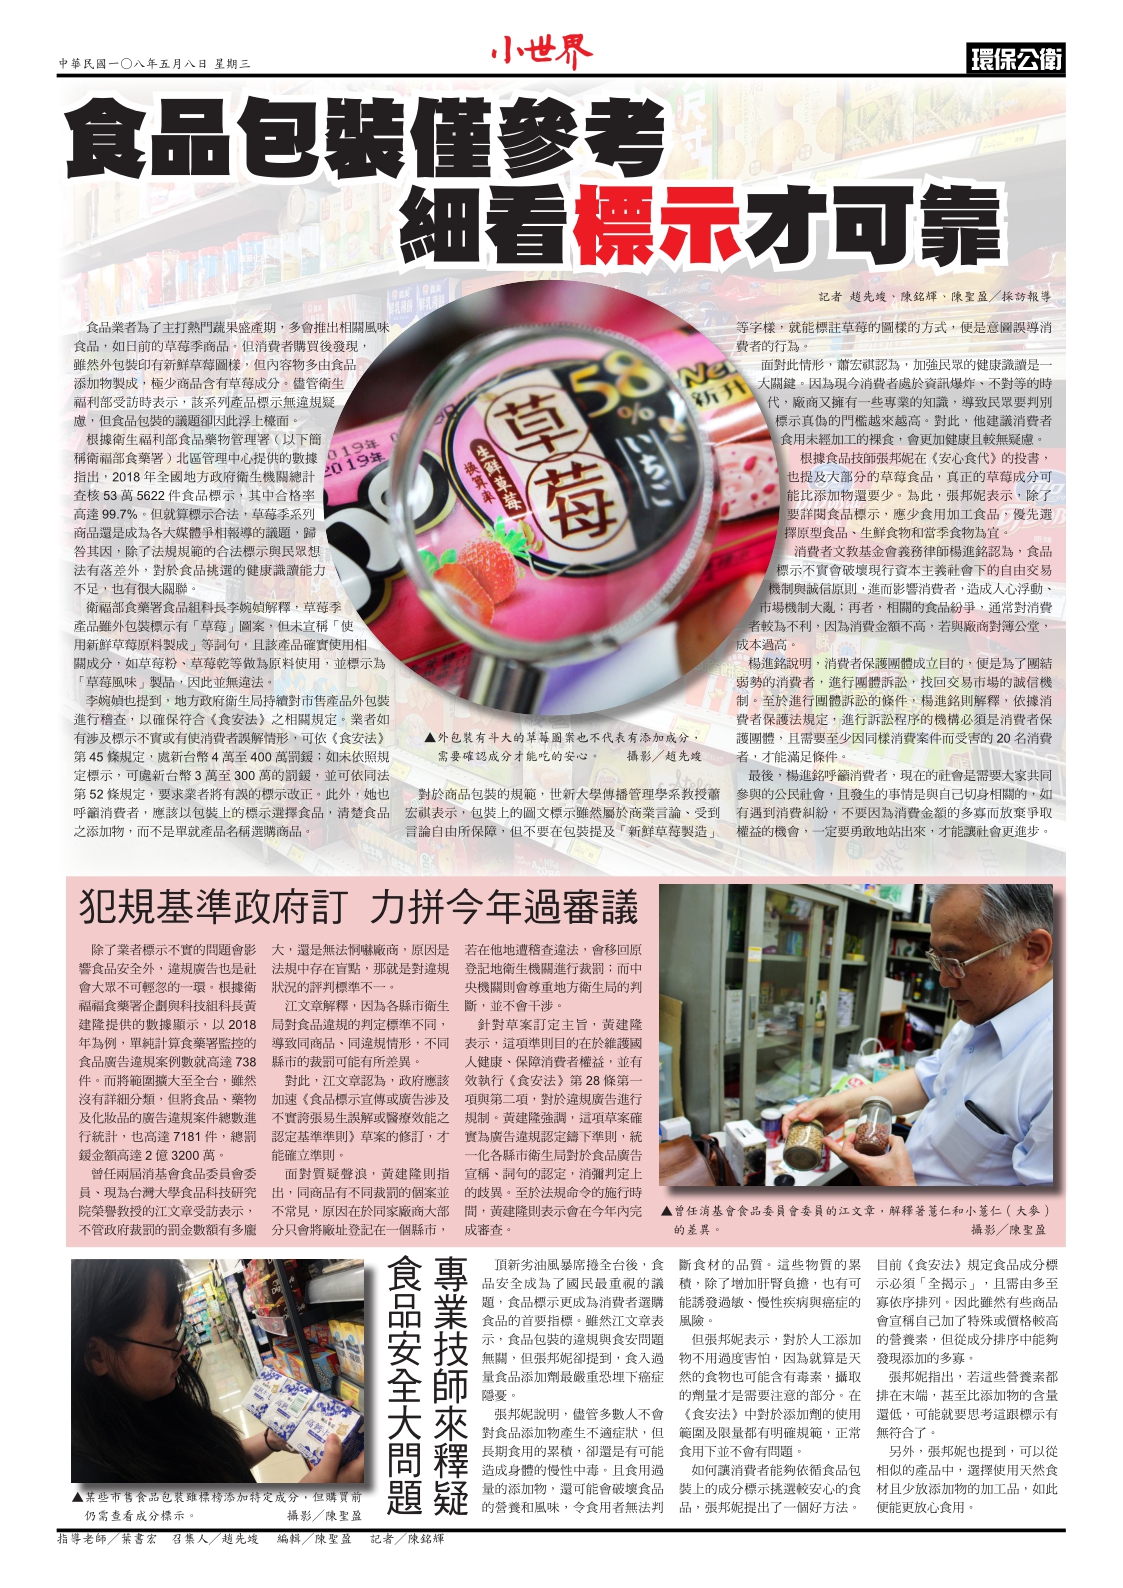 中華民國一〇八年五月八日 星期三
小世界
環保公衛
食品包裝僅參考
細看標示才可靠
記者 趙先竣、陳銘輝、陳聖盈／採訪報導
食品業者為了主打熱門蔬果盛產期，多會推出相關風味
食品，如日前的草莓季商品。但消費者購買後發現，
雖然外包裝印有新鮮草莓圖樣，但內容物多由食品
添加物製成，極少商品含有草莓成分。儘管衛生
福利部受訪時表示，該系列產品標示無違規疑
慮，但食品包裝的議題卻因此浮上檯面。
根據衛生福利部食品藥物管理署（以下簡
稱衛福部食藥署）北區管理中心提供的數據
指出，2018 年全國地方政府衛生機關總計
查核 53 萬 5622 件食品標示，其中合格率
高達 99.7%。但就算標示合法，草莓季系列
商品還是成為各大媒體爭相報導的議題，歸
咎其因，除了法規規範的合法標示與民眾想
法有落差外，對於食品挑選的健康識讀能力
不足，也有很大關聯。
衛福部食藥署食品組科長李婉媜解釋，草莓季
產品雖外包裝標示有「草莓」圖案，但未宣稱「使
用新鮮草莓原料製成」等詞句，且該產品確實使用相
關成分，如草莓粉、草莓乾等做為原料使用，並標示為
「草莓風味」製品，因此並無違法。
李婉媜也提到，地方政府衛生局持續對市售產品外包裝
進行稽查，以確保符合《食安法》之相關規定。業者如
有涉及標示不實或有使消費者誤解情形，可依《食安法》
第 45 條規定，處新台幣 4 萬至 400 萬罰鍰；如未依照規
定標示，可處新台幣 3 萬至 300 萬的罰鍰，並可依同法
第 52 條規定，要求業者將有誤的標示改正。此外，她也
呼籲消費者，應該以包裝上的標示選擇食品，清楚食品
之添加物，而不是單就產品名稱選購商品。
2019年
2019年
草莓
生鮮草莓
換算率
58%
いちご
New
新升
▲外包裝有斗大的草莓圖案也不代表有添加成分，
需要確認成分才能吃的安心。 攝影／趙先竣
對於商品包裝的規範，世新大學傳播管理學系教授蕭
宏祺表示，包裝上的圖文標示雖然屬於商業言論、受到
言論自由所保障，但不要在包裝提及「新鮮草莓製造」
等字樣，就能標註草莓的圖樣的方式，便是意圖誤導消
費者的行為。
面對此情形，蕭宏祺認為，加強民眾的健康識讀是一
大關鍵。因為現今消費者處於資訊爆炸、不對等的時
代，廠商又擁有一些專業的知識，導致民眾要判別
標示真偽的門檻越來越高。對此，他建議消費者
食用未經加工的裸食，會更加健康且較無疑慮。
根據食品技師張邦妮在《安心食代》的投書，
也提及大部分的草莓食品，真正的草莓成分可
能比添加物還要少。為此，張邦妮表示，除了
要詳閱食品標示，應少食用加工食品，優先選
擇原型食品、生鮮食物和當季食物為宜。
消費者文教基金會義務律師楊進銘認為，食品
標示不實會破壞現行資本主義社會下的自由交易
機制與誠信原則，進而影響消費者，造成人心浮動、
市場機制大亂；再者，相關的食品紛爭，通常對消費
者較為不利，因為消費金額不高，若與廠商對簿公堂，
成本過高。
楊進銘說明，消費者保護團體成立目的，便是為了團結
弱勢的消費者，進行團體訴訟，找回交易市場的誠信機
制。至於進行團體訴訟的條件，楊進銘則解釋，依據消
費者保護法規定，進行訴訟程序的機構必須是消費者保
護團體，且需要至少因同樣消費案件而受害的 20 名消費
者，才能滿足條件。
最後，楊進銘呼籲消費者，現在的社會是需要大家共同
參與的公民社會，且發生的事情是與自己切身相關的，如
有遇到消費糾紛，不要因為消費金額的多寡而放棄爭取
權益的機會，一定要勇敢地站出來，才能讓社會更進步。
犯規基準政府訂 力拼今年過審議
除了業者標示不實的問題會影
響食品安全外，違規廣告也是社
會大眾不可輕忽的一環。根據衛
福福食藥署企劃與科技組科長黃
建隆提供的數據顯示，以 2018
年為例，單純計算食藥署監控的
食品廣告違規案例數就高達 738
件。而將範圍擴大至全台，雖然
沒有詳細分類，但將食品、藥物
及化妝品的廣告違規案件總數進
行統計，也高達 7181 件，總罰
鍰金額高達 2 億 3200 萬。
曾任兩屆消基會食品委員會委
員、現為台灣大學食品科技研究
院榮譽教授的江文章受訪表示，
不管政府裁罰的罰金數額有多龐
大，還是無法恫嚇廠商，原因是
法規中存在盲點，那就是對違規
狀況的評判標準不一。
江文章解釋，因為各縣市衛生
局對食品違規的判定標準不同，
導致同商品、同違規情形，不同
縣市的裁罰可能有所差異。
對此，江文章認為，政府應該
加速《食品標示宣傳或廣告涉及
不實誇張易生誤解或醫療效能之
認定基準準則》草案的修訂，才
能確立準則。
面對質疑聲浪，黃建隆則指
出，同商品有不同裁罰的個案並
不常見，原因在於同家廠商大部
分只會將廠址登記在一個縣市，
若在他地遭稽查違法，會移回原
登記地衛生機關進行裁罰；而中
央機關則會尊重地方衛生局的判
斷，並不會干涉。
針對草案訂定主旨，黃建隆
表示，這項準則目的在於維護國
人健康、保障消費者權益，並有
效執行《食安法》第 28 條第一
項與第二項，對於違規廣告進行
規制。黃建隆強調，這項草案確
實為廣告違規認定鑄下準則，統
一化各縣市衛生局對於食品廣告
宣稱、詞句的認定，消彌判定上
的歧異。至於法規命令的施行時
間，黃建隆則表示會在今年內完
成審查。
▲曾任消基會食品委員會委員的江文章，解釋著薏仁和小薏仁（大麥）
的差異。 攝影／陳聖盈
▲某些市售食品包裝雖標榜添加特定成分，但購買前
仍需查看成分標示。 攝影／陳聖盈
專業技師來釋疑
食品安全大問題
頂新劣油風暴席捲全台後，食
品安全成為了國民最重視的議
題，食品標示更成為消費者選購
食品的首要指標。雖然江文章表
示，食品包裝的違規與食安問題
無關，但張邦妮卻提到，食入過
量食品添加劑最嚴重恐埋下癌症
隱憂。
張邦妮說明，儘管多數人不會
對食品添加物產生不適症狀，但
長期食用的累積，卻還是有可能
造成身體的慢性中毒。且食用過
量的添加物，還可能會破壞食品
的營養和風味，令食用者無法判
斷食材的品質。這些物質的累
積，除了增加肝腎負擔，也有可
能誘發過敏、慢性疾病與癌症的
風險。
但張邦妮表示，對於人工添加
物不用過度害怕，因為就算是天
然的食物也可能含有毒素，攝取
的劑量才是需要注意的部分。在
《食安法》中對於添加劑的使用
範圍及限量都有明確規範，正常
食用下並不會有問題。
如何讓消費者能夠依循食品包
裝上的成分標示挑選較安心的食
品，張邦妮提出了一個好方法。
目前《食安法》規定食品成分標
示必須「全揭示」，且需由多至
寡依序排列。因此雖然有些商品
會宣稱自己加了特殊或價格較高
的營養素，但從成分排序中能夠
發現添加的多寡。
張邦妮指出，若這些營養素都
排在末端，甚至比添加物的含量
還低，可能就要思考這跟標示有
無符合了。
另外，張邦妮也提到，可以從
相似的產品中，選擇使用天然食
材且少放添加物的加工品，如此
便能更放心食用。
指導老師／葉書宏 召集人／趙先竣 編輯／陳聖盈 記者／陳銘輝